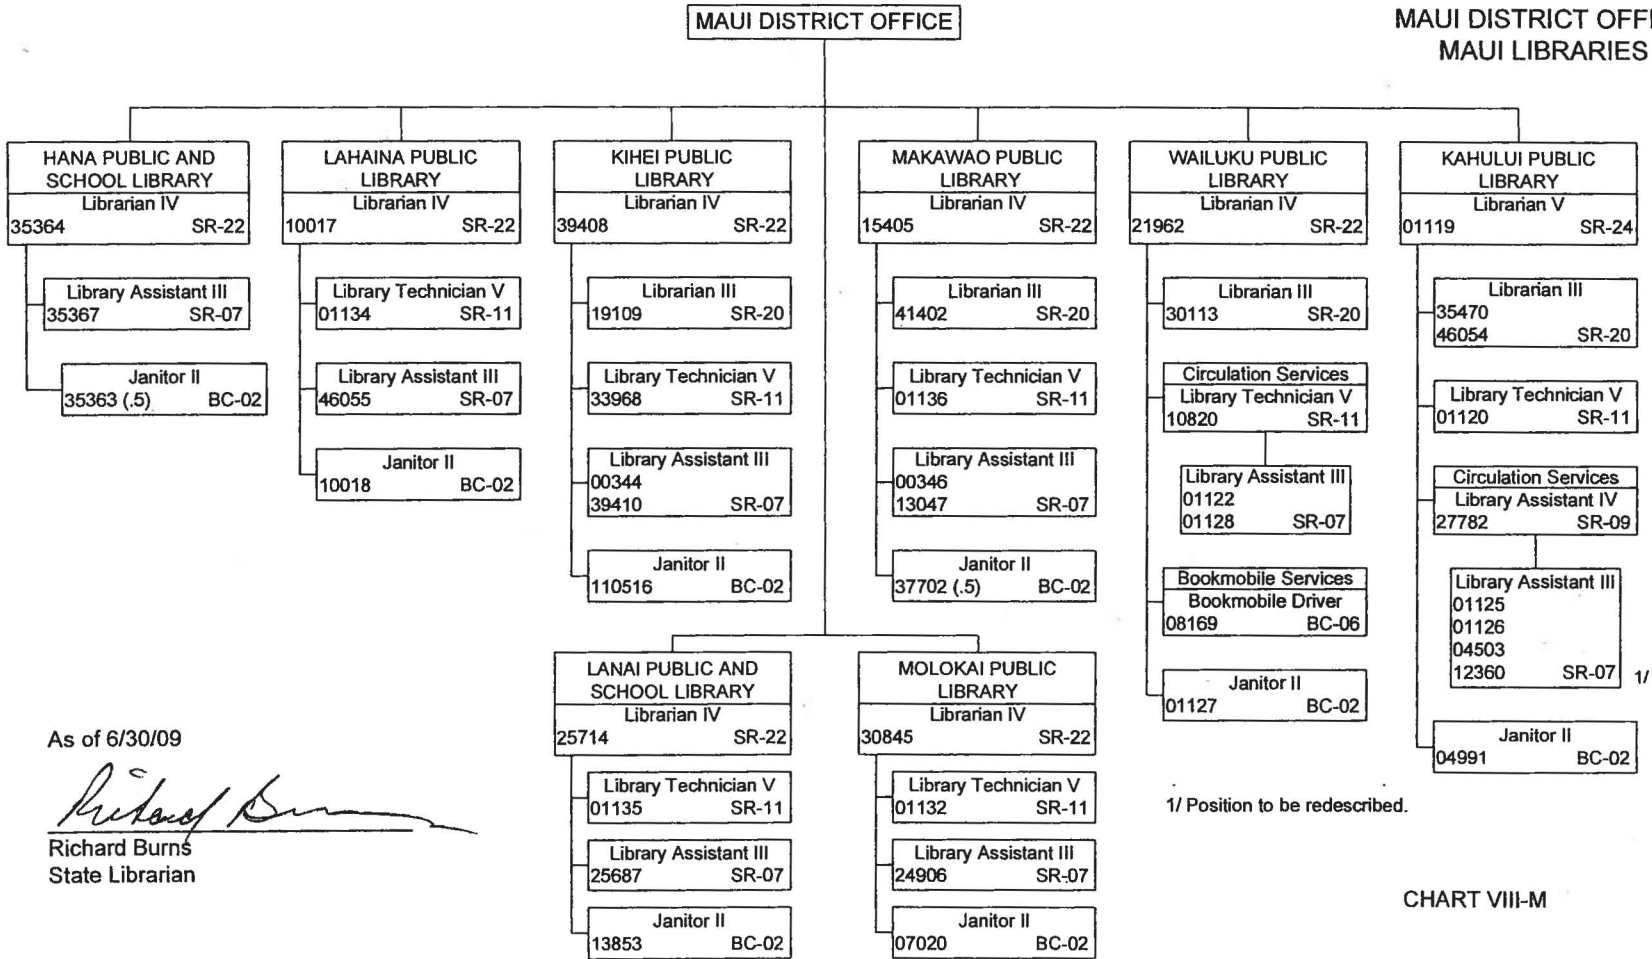 MAUI DISTRICT OFFICE
MAUI DISTRICT OFFI
MAUI LIBRARIES
HANA PUBLIC AND
SCHOOL LIBRARY
Librarian IV
35364 SR-22
Library Assistant III
35367 SR-07
Janitor II
35363 (.5) BC-02
LAHAINA PUBLIC
LIBRARY
Librarian IV
10017 SR-22
Library Technician V
01134 SR-11
Library Assistant III
46055 SR-07
Janitor II
10018 BC-02
KIHEI PUBLIC
LIBRARY
Librarian IV
39408 SR-22
Librarian III
19109 SR-20
Library Technician V
33968 SR-11
Library Assistant III
00344
39410 SR-07
Janitor II
110516 BC-02
MAKAWAO PUBLIC
LIBRARY
Librarian IV
15405 SR-22
Librarian III
41402 SR-20
Library Technician V
01136 SR-11
Library Assistant III
00346
13047 SR-07
Janitor II
37702 (.5) BC-02
WAILUKU PUBLIC
LIBRARY
Librarian IV
21962 SR-22
Librarian III
30113 SR-20
Circulation Services
Library Technician V
10820 SR-11
Library Assistant III
01122
01128 SR-07
Bookmobile Services
Bookmobile Driver
08169 BC-06
Janitor II
01127 BC-02
KAHULUI PUBLIC
LIBRARY
Librarian V
01119 SR-24
Librarian III
35470
46054 SR-20
Library Technician V
01120 SR-11
Circulation Services
Library Assistant IV
27782 SR-09
Library Assistant III
01125
01126
04503
12360 SR-07 1/
Janitor II
04991 BC-02
LANAI PUBLIC AND
SCHOOL LIBRARY
Librarian IV
25714 SR-22
Library Technician V
01135 SR-11
Library Assistant III
25687 SR-07
Janitor II
13853 BC-02
MOLOKAI PUBLIC
LIBRARY
Librarian IV
30845 SR-22
Library Technician V
01132 SR-11
Library Assistant III
24906 SR-07
Janitor II
07020 BC-02
As of 6/30/09
Richard Burns
Richard Burns
State Librarian
1/ Position to be redescribed.
CHART VIII-M